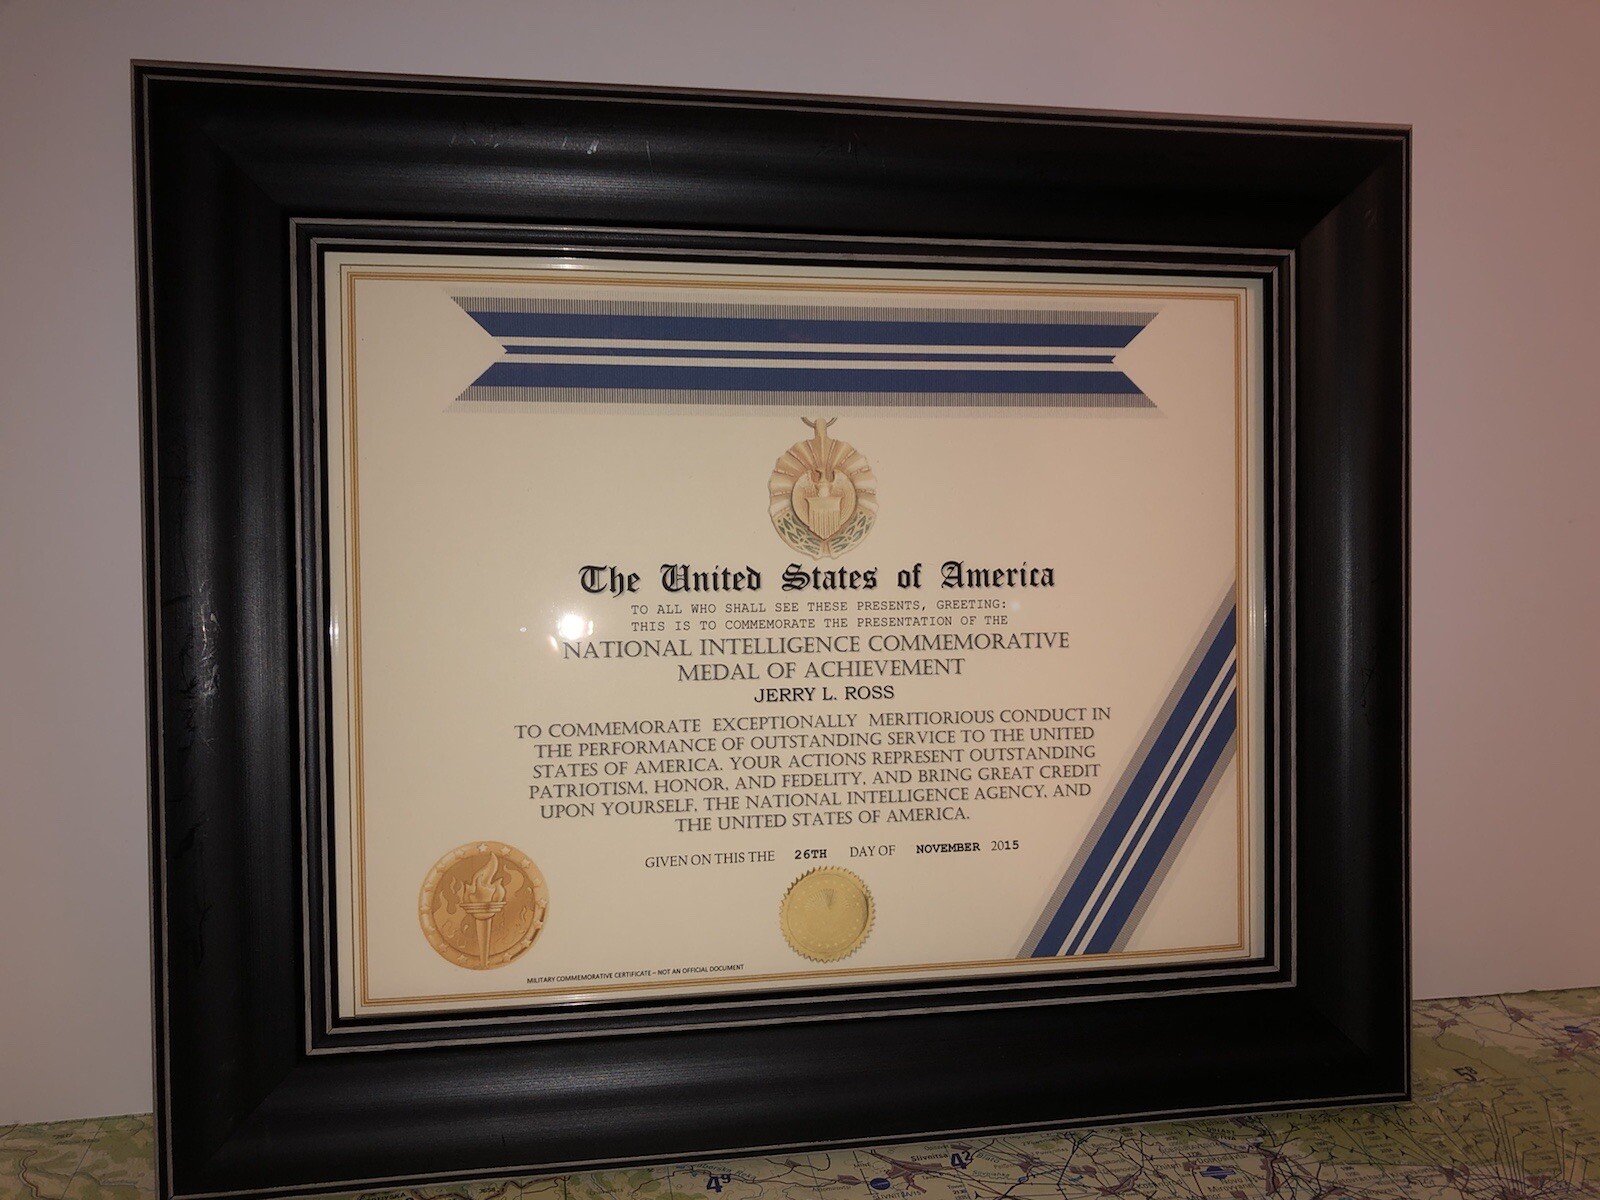 The United States of America
TO ALL WHO SHALL SEE THESE PRESENTS, GREETING:
THIS IS TO COMMEMORATE THE PRESENTATION OF THE
NATIONAL INTELLIGENCE COMMEMORATIVE
MEDAL OF ACHIEVEMENT
JERRY L. ROSS
TO COMMEMORATE EXCEPTIONALLY MERITIORIOUS CONDUCT IN
THE PERFORMANCE OF OUTSTANDING SERVICE TO THE UNITED
STATES OF AMERICA. YOUR ACTIONS REPRESENT OUTSTANDING
PATRIOTISM, HONOR, AND FEDELITY, AND BRING GREAT CREDIT
UPON YOURSELF, THE NATIONAL INTELLIGENCE AGENCY, AND
THE UNITED STATES OF AMERICA.
GIVEN ON THIS THE 26TH DAY OF NOVEMBER 2015
MILITARY COMMEMORATIVE CERTIFICATE – NOT AN OFFICIAL DOCUMENT
5⁸
Slivnitsa
4²
4⁹